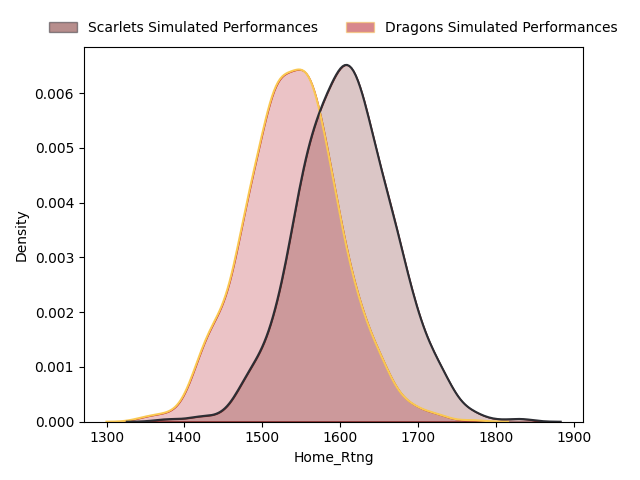 Scarlets Simulated Performances
Dragons Simulated Performances
0.006
0.005
0.004
0.003
0.002
0.001
0.000
Density
1300 1400 1500 1600 1700 1800 1900
Home_Rtng